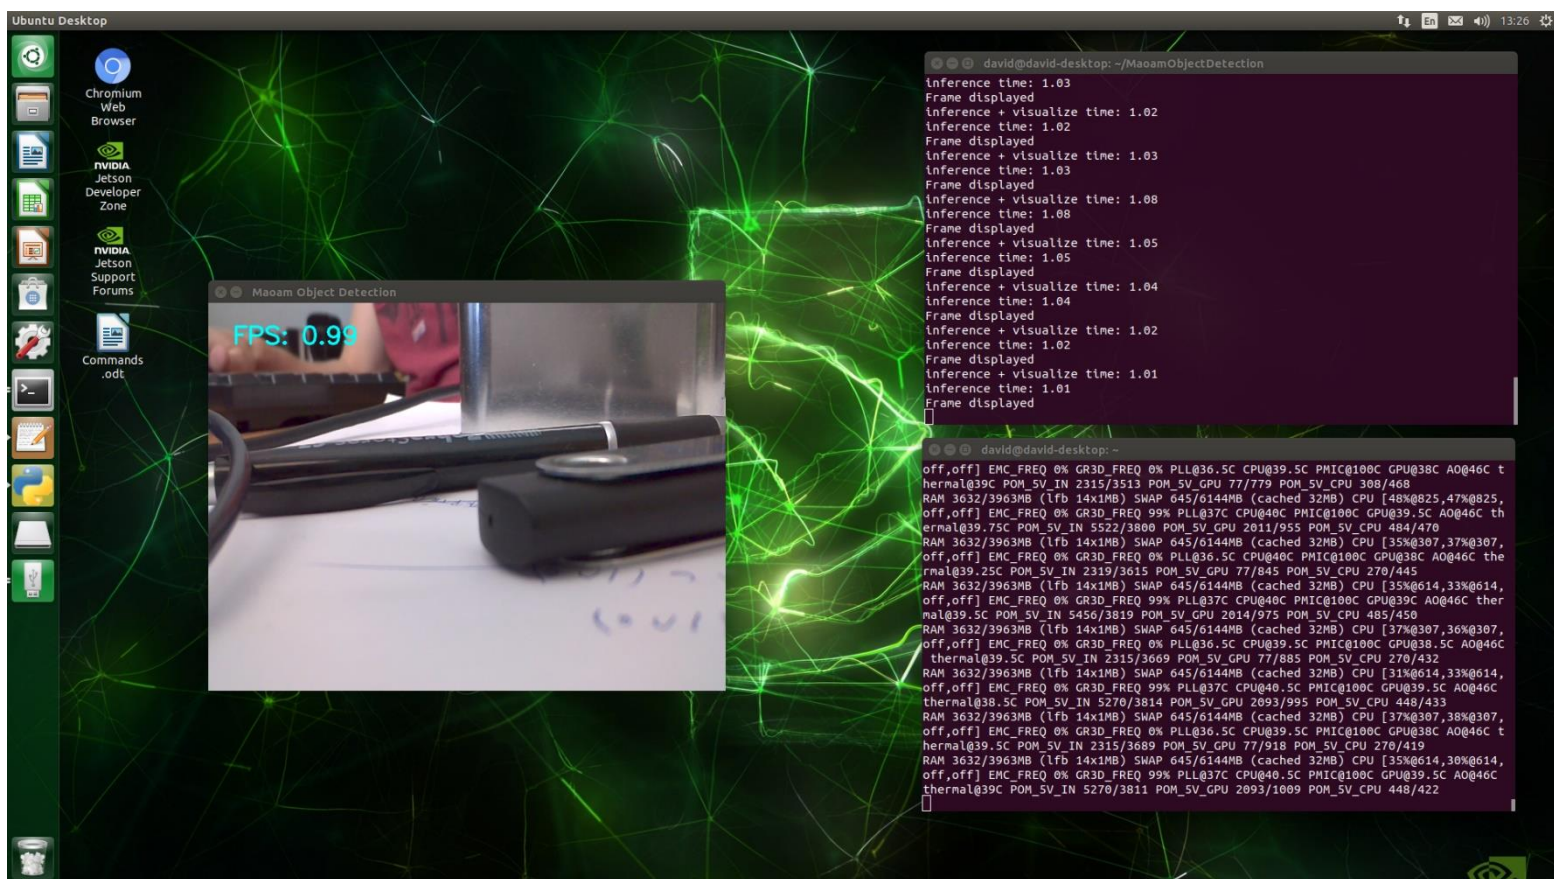 Ubuntu Desktop
En
13:26
Chromium
Web
Browser
NVIDIA
Jetson
Developer
Zone
NVIDIA
Jetson
Support
Forums
Commands
.odt
Maoam Object Detection
FPS: 0.99
david@david-desktop: ~/MaoamObjectDetection
inference time: 1.03
Frame displayed
inference + visualize time: 1.02
inference time: 1.02
Frame displayed
inference + visualize time: 1.03
inference time: 1.03
Frame displayed
inference + visualize time: 1.08
inference time: 1.08
Frame displayed
inference + visualize time: 1.05
inference time: 1.05
Frame displayed
inference + visualize time: 1.04
inference time: 1.04
Frame displayed
inference + visualize time: 1.02
inference time: 1.02
Frame displayed
inference + visualize time: 1.01
inference time: 1.01
Frame displayed
david@david-desktop: ~
off,off] EMC_FREQ 0% GR3D_FREQ 0% PLL@36.5C CPU@39.5C PMIC@100C GPU@38C AO@46C t
hermal@39C POM_5V_IN 2315/3513 POM_5V_GPU 77/779 POM_5V_CPU 308/468
RAM 3632/3963MB (lfb 14x1MB) SWAP 645/6144MB (cached 32MB) CPU [48%@825,47%@825,
off,off] EMC_FREQ 0% GR3D_FREQ 99% PLL@37C CPU@40C PMIC@100C GPU@39.5C AO@46C th
ermal@39.75C POM_5V_IN 5522/3800 POM_5V_GPU 2011/955 POM_5V_CPU 484/470
RAM 3632/3963MB (lfb 14x1MB) SWAP 645/6144MB (cached 32MB) CPU [35%@307,37%@307,
off,off] EMC_FREQ 0% GR3D_FREQ 0% PLL@36.5C CPU@40C PMIC@100C GPU@38C AO@46C the
rmal@39.25C POM_5V_IN 2319/3615 POM_5V_GPU 77/845 POM_5V_CPU 270/445
RAM 3632/3963MB (lfb 14x1MB) SWAP 645/6144MB (cached 32MB) CPU [35%@614,33%@614,
off,off] EMC_FREQ 0% GR3D_FREQ 99% PLL@37C CPU@40C PMIC@100C GPU@39C AO@46C ther
mal@39.5C POM_5V_IN 5456/3819 POM_5V_GPU 2014/975 POM_5V_CPU 485/450
RAM 3632/3963MB (lfb 14x1MB) SWAP 645/6144MB (cached 32MB) CPU [37%@307,36%@307,
off,off] EMC_FREQ 0% GR3D_FREQ 0% PLL@36.5C CPU@39.5C PMIC@100C GPU@38.5C AO@46C
 thermal@39.5C POM_5V_IN 2315/3669 POM_5V_GPU 77/885 POM_5V_CPU 270/432
RAM 3632/3963MB (lfb 14x1MB) SWAP 645/6144MB (cached 32MB) CPU [31%@614,33%@614,
off,off] EMC_FREQ 0% GR3D_FREQ 99% PLL@37C CPU@40.5C PMIC@100C GPU@39.5C AO@46C
thermal@38.5C POM_5V_IN 5270/3814 POM_5V_GPU 2093/995 POM_5V_CPU 448/433
RAM 3632/3963MB (lfb 14x1MB) SWAP 645/6144MB (cached 32MB) CPU [37%@307,38%@307,
off,off] EMC_FREQ 0% GR3D_FREQ 0% PLL@36.5C CPU@39.5C PMIC@100C GPU@38C AO@46C t
hermal@39.5C POM_5V_IN 2315/3689 POM_5V_GPU 77/918 POM_5V_CPU 270/419
RAM 3632/3963MB (lfb 14x1MB) SWAP 645/6144MB (cached 32MB) CPU [35%@614,30%@614,
off,off] EMC_FREQ 0% GR3D_FREQ 99% PLL@37C CPU@40.5C PMIC@100C GPU@39.5C AO@46C
thermal@39C POM_5V_IN 5270/3811 POM_5V_GPU 2093/1009 POM_5V_CPU 448/422